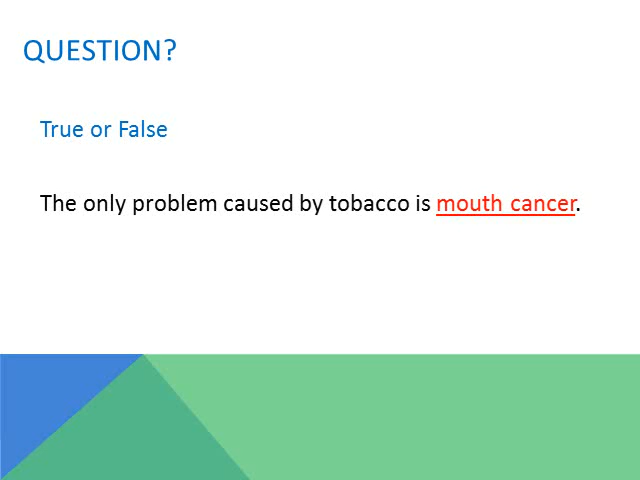 QUESTION?
True or False
The only problem caused by tobacco is mouth cancer.